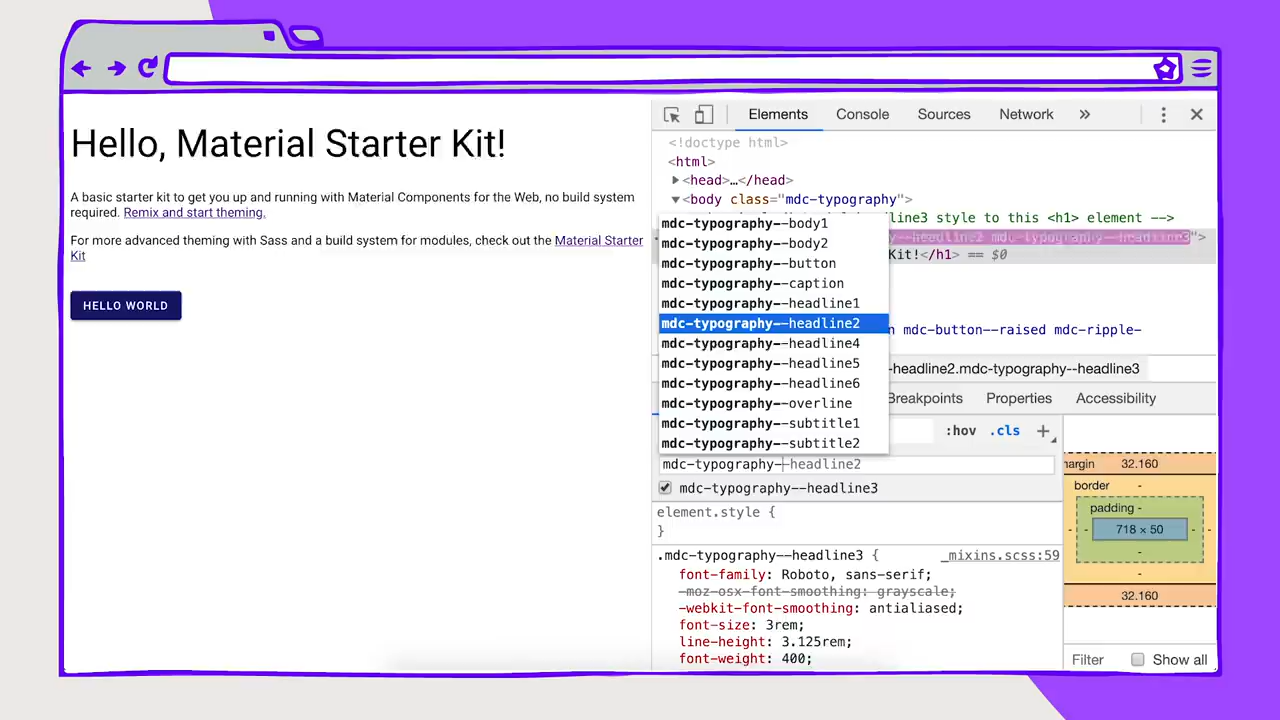 Hello, Material Starter Kit!
A basic starter kit to get you up and running with Material Components for the Web, no build system
required. Remix and start theming.
For more advanced theming with Sass and a build system for modules, check out the Material Starter
Kit
HELLO WORLD
Elements Console Sources Network »
<!doctype html>
<html>
▶<head>…</head>
▼<body class="mdc-typography">
line3 style to this <h1> element -->
--headline2 mdc-typography--headline3">
Kit!</h1> == $0
mdc-button--raised mdc-ripple-
mdc-typography--body1
mdc-typography--body2
mdc-typography--button
mdc-typography--caption
mdc-typography--headline1
mdc-typography--headline2
mdc-typography--headline4
mdc-typography--headline5
mdc-typography--headline6
mdc-typography--overline
mdc-typography--subtitle1
mdc-typography--subtitle2
-headline2.mdc-typography--headline3
Breakpoints Properties Accessibility
:hov .cls +
mdc-typography--headline2
mdc-typography--headline3
element.style {
}
.mdc-typography--headline3 { _mixins.scss:59
font-family: Roboto, sans-serif;
-moz-osx-font-smoothing: grayscale;
-webkit-font-smoothing: antialiased;
font-size: 3rem;
line-height: 3.125rem;
font-weight: 400;
margin 32.160
border -
padding -
- - 718 × 50 - -
-
-
32.160
Filter Show all